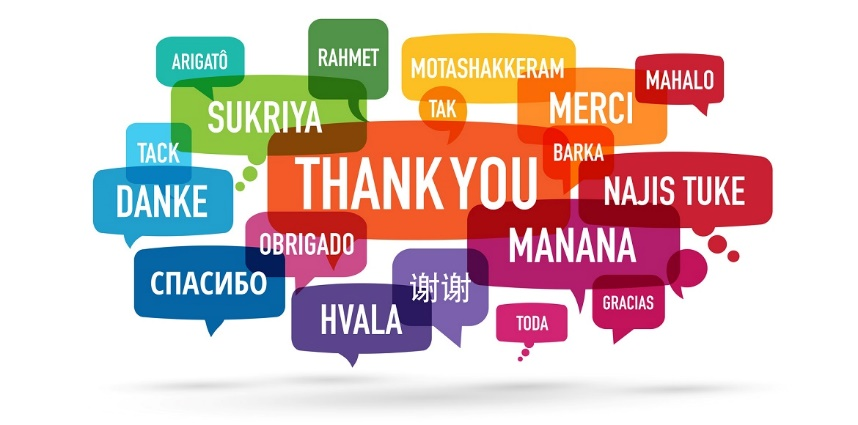 ARIGATÔ
RAHMET
MOTASHAKKERAM
MAHALO
SUKRIYA
TAK
MERCI
TACK
THANK YOU
BARKA
DANKE
NAJIS TUKE
OBRIGADO
MANANA
СПАСИБО
谢谢
HVALA
TODA
GRACIAS